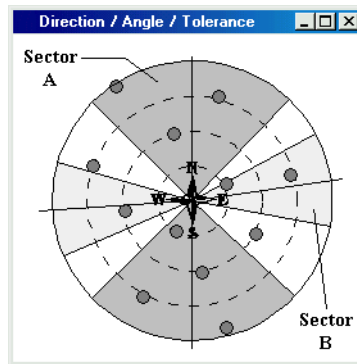 Direction / Angle / Tolerance
Sector
A
N
W
E
S
Sector
B